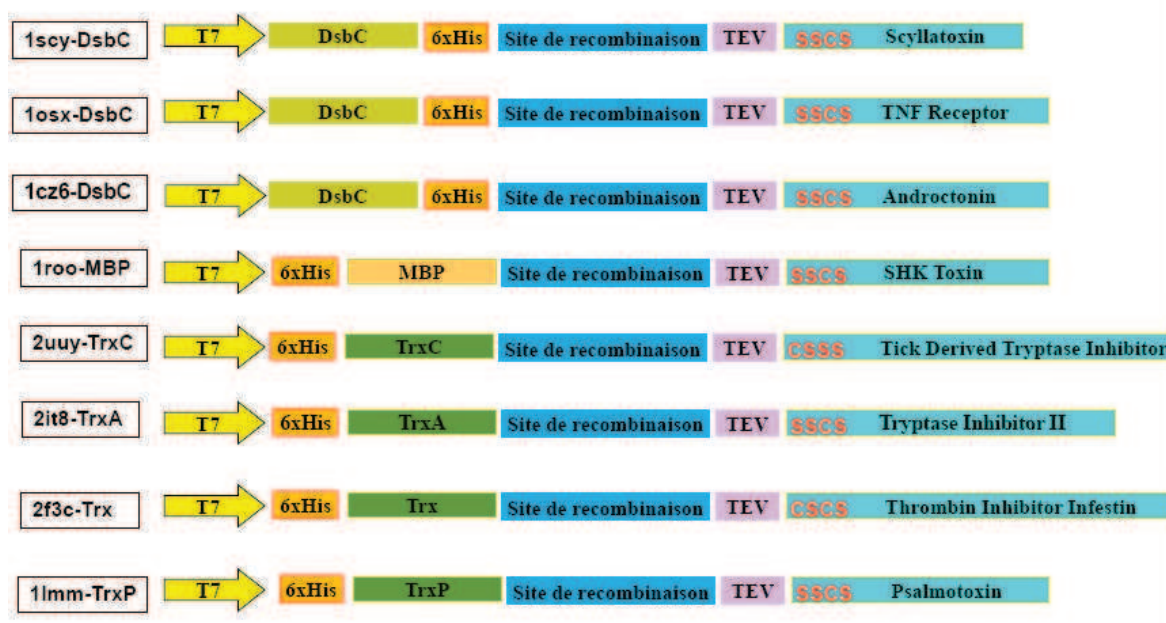 1scy-DsbC T7 DsbC 6xHis Site de recombinaison TEV SSCS Scyllatoxin
1osx-DsbC T7 DsbC 6xHis Site de recombinaison TEV SSCS TNF Receptor
1cz6-DsbC T7 DsbC 6xHis Site de recombinaison TEV SSCS Androctonin
1roo-MBP T7 6xHis MBP Site de recombinaison TEV SSCS SHK Toxin
2uuy-TrxC T7 6xHis TrxC Site de recombinaison TEV CSSS Tick Derived Tryptase Inhibitor
2it8-TrxA T7 6xHis TrxA Site de recombinaison TEV SSCS Tryptase Inhibitor II
2f3c-Trx T7 6xHis Trx Site de recombinaison TEV CSCS Thrombin Inhibitor Infestin
1lmm-TrxP T7 6xHis TrxP Site de recombinaison TEV SSCS Psalmotoxin